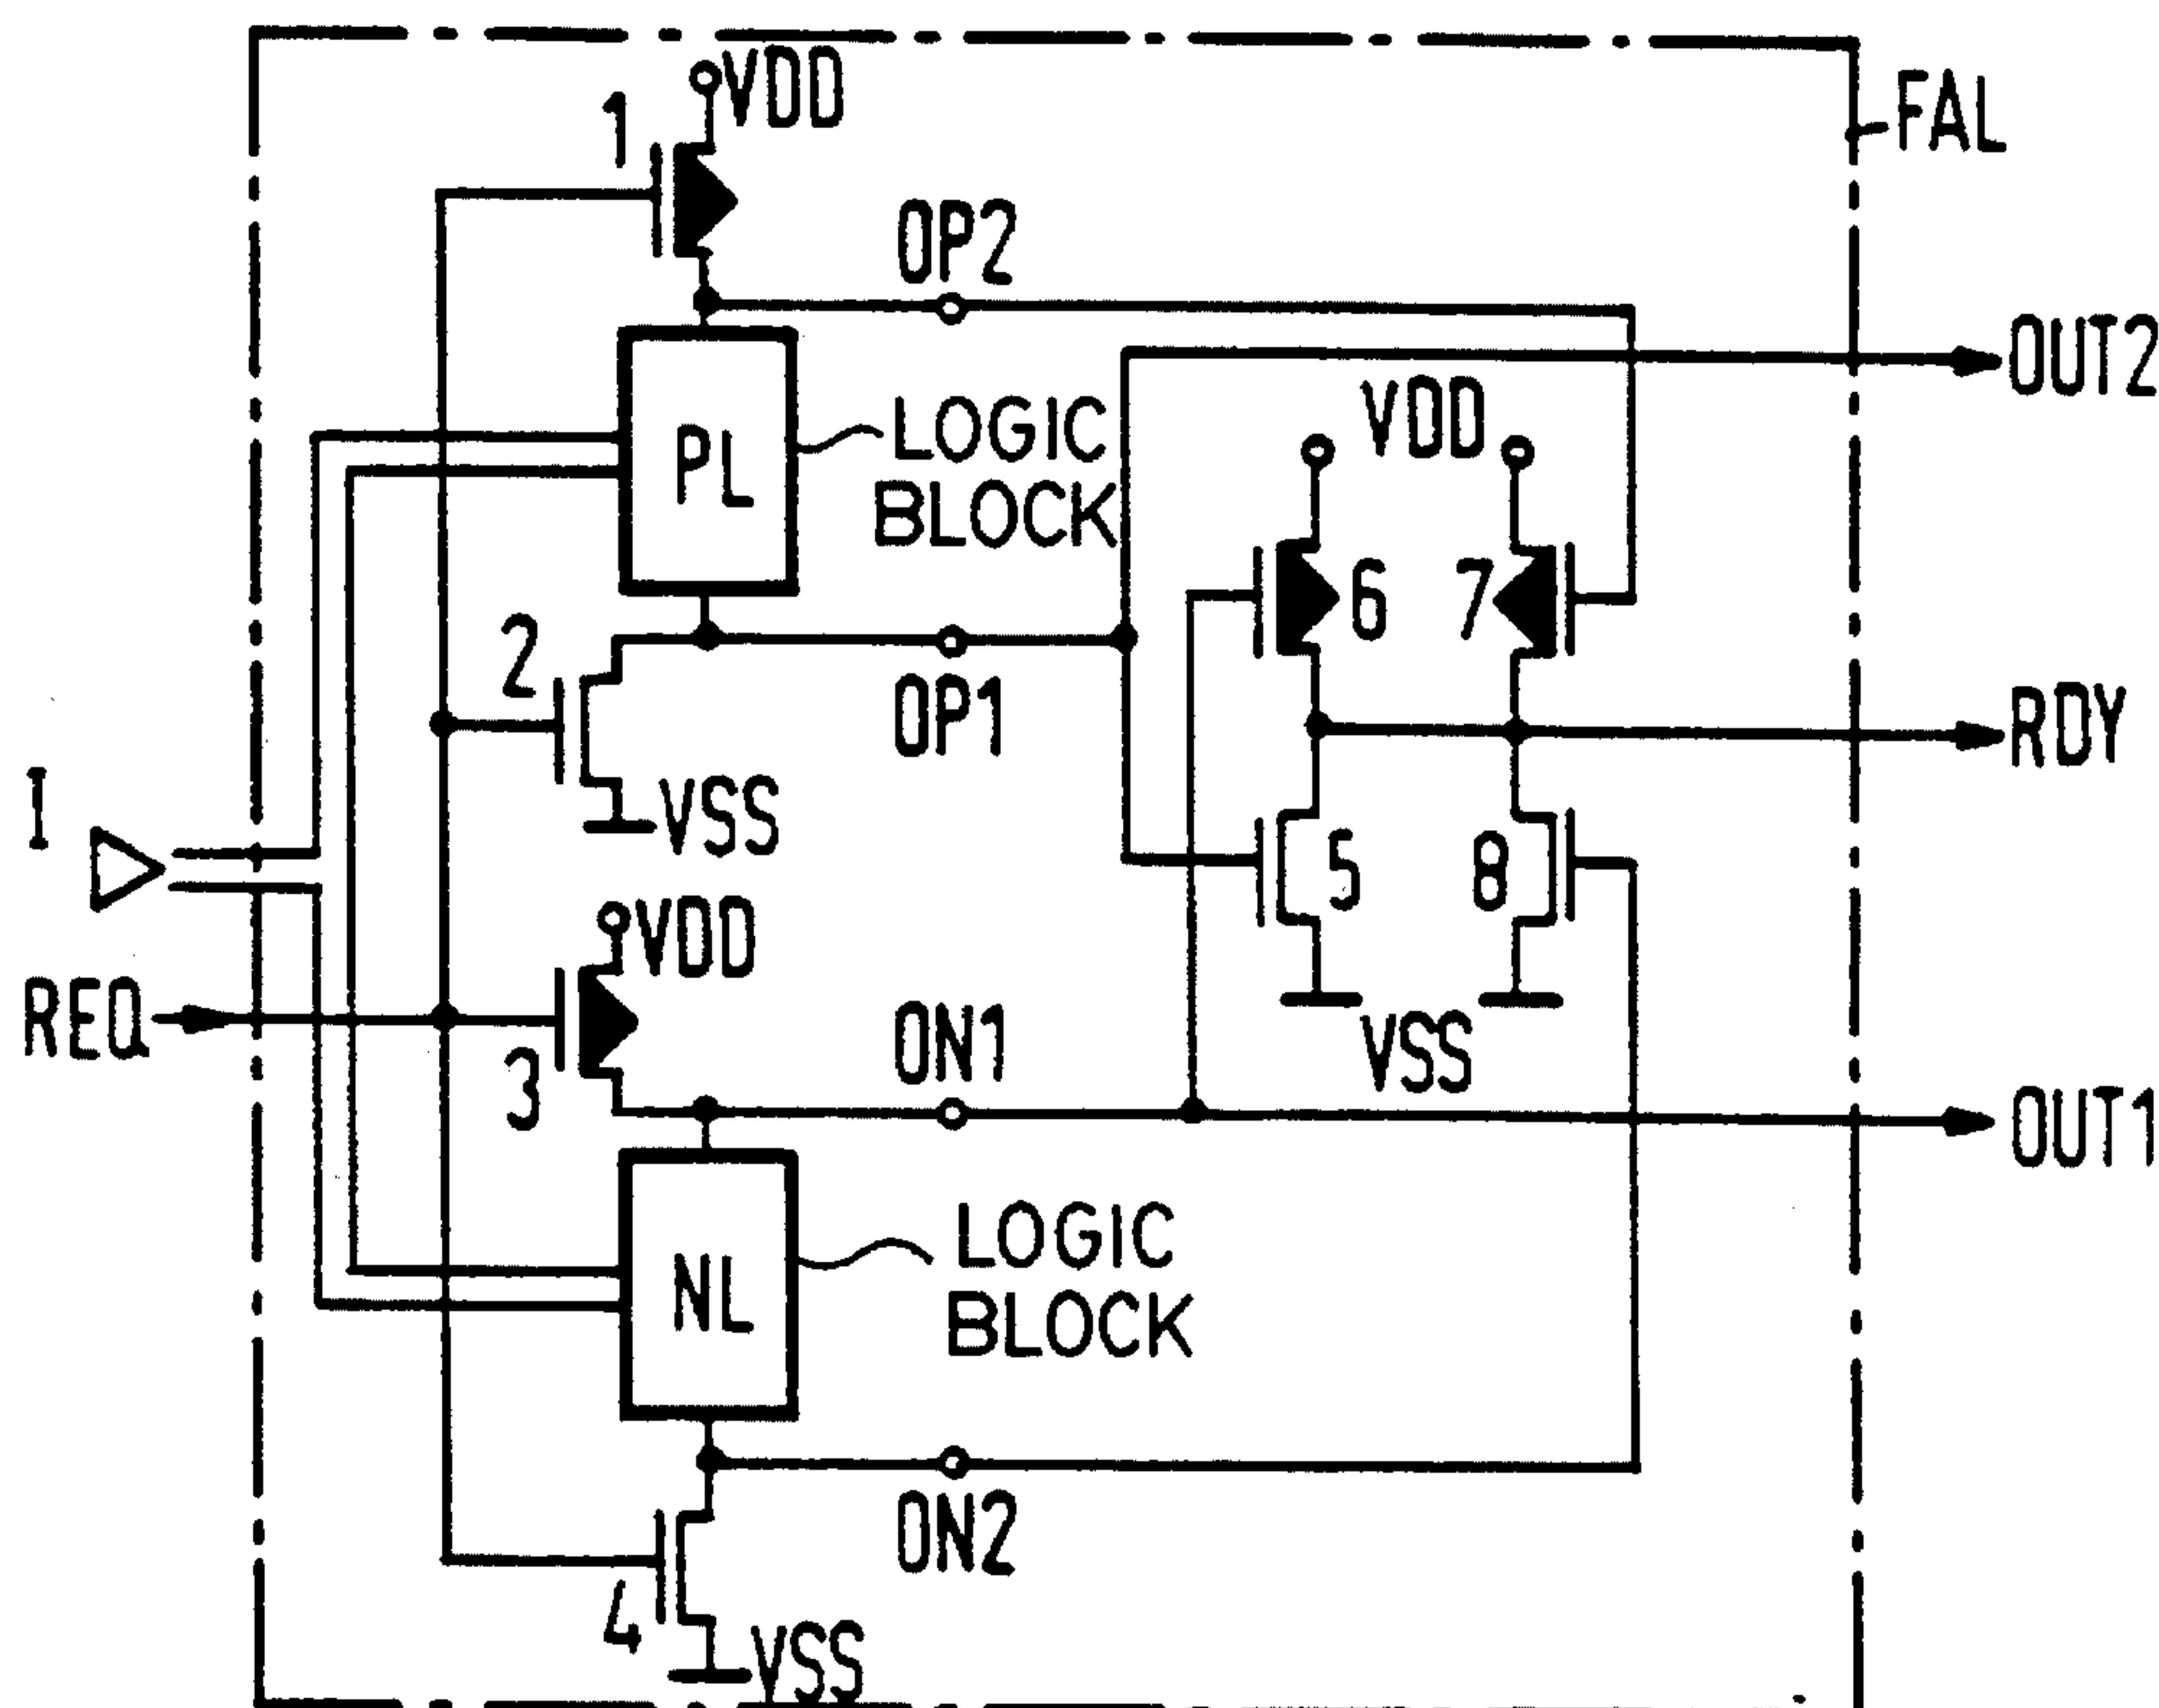 VDD
1
FAL
OP2
OUT2
VDD
LOGIC
BLOCK
PL
6
7
2
OP1
RDY
I
VSS
5
8
VDD
REQ
ON1
VSS
3
OUT1
LOGIC
BLOCK
NL
ON2
4
VSS